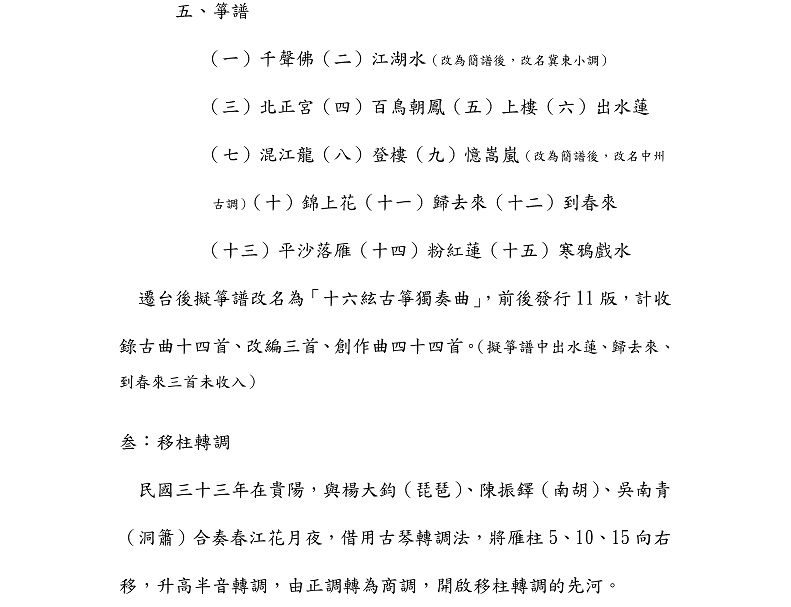 五、箏譜
（一）千聲佛（二）江湖水（改為簡譜後，改名冀東小調）
（三）北正宮（四）百鳥朝鳳（五）上樓（六）出水蓮
（七）混江龍（八）登樓（九）憶嵩嵐（改為簡譜後，改名中州
古調）（十）錦上花（十一）歸去來（十二）到春來
（十三）平沙落雁（十四）粉紅蓮（十五）寒鴉戲水
遷台後擬箏譜改名為「十六絃古箏獨奏曲」，前後發行 11 版，計收
錄古曲十四首、改編三首、創作曲四十四首。（擬箏譜中出水蓮、歸去來、
到春來三首未收入）
叁：移柱轉調
民國三十三年在貴陽，與楊大鈞（琵琶）、陳振鐸（南胡）、吳南青
（洞簫）合奏春江花月夜，借用古琴轉調法，將雁柱 5、10、15 向右
移，升高半音轉調，由正調轉為商調，開啟移柱轉調的先河。